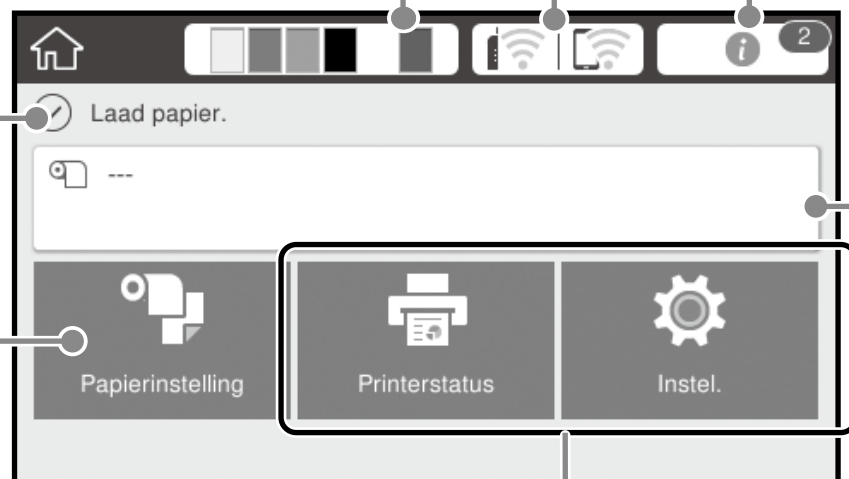 2
Laad papier.
---
Papierinstelling
Printerstatus
Instel.